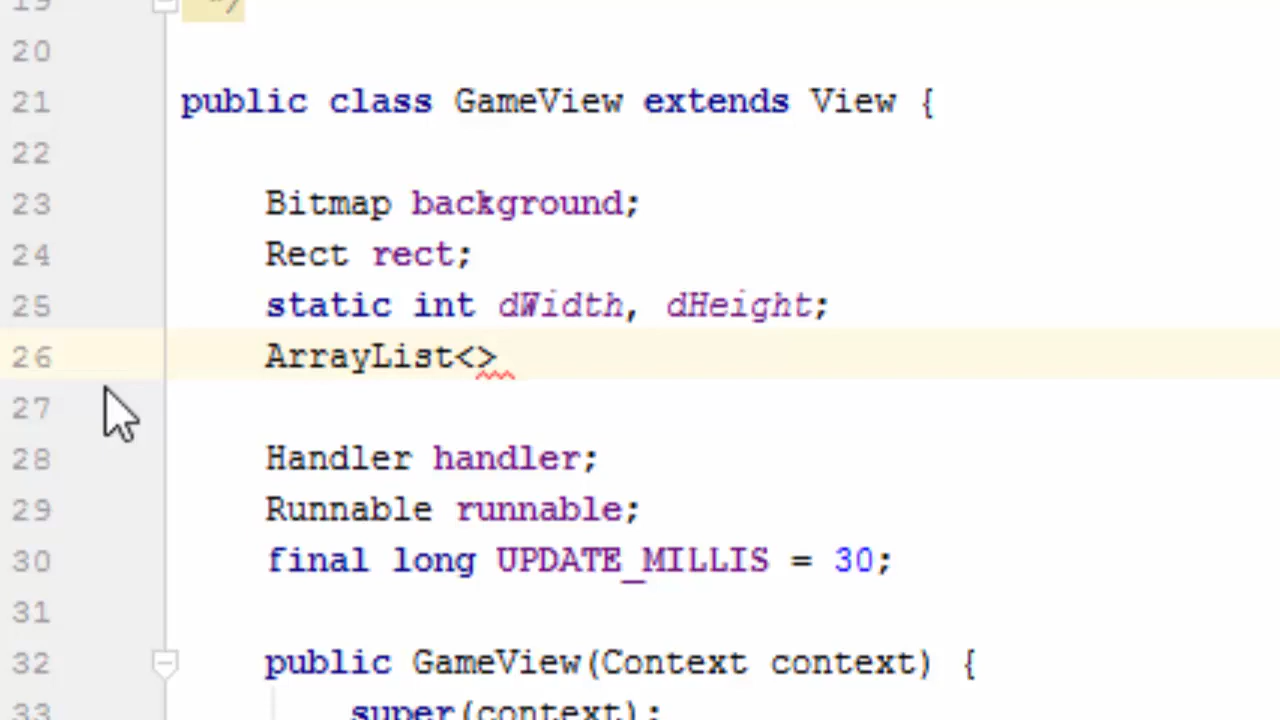 19 */
20
21 public class GameView extends View {
22
23 Bitmap background;
24 Rect rect;
25 static int dWidth, dHeight;
26 ArrayList<>
27
28 Handler handler;
29 Runnable runnable;
30 final long UPDATE_MILLIS = 30;
31
32 public GameView(Context context) {
33 super(context);